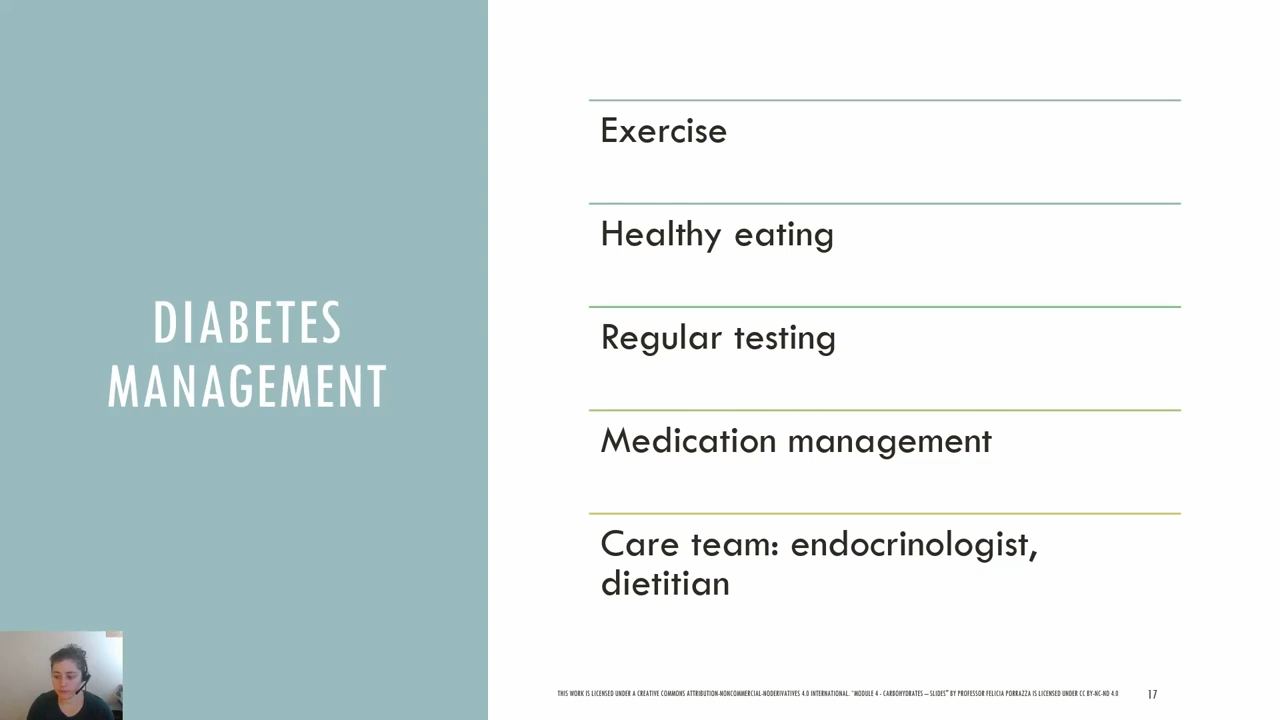 DIABETES
MANAGEMENT
Exercise
Healthy eating
Regular testing
Medication management
Care team: endocrinologist,
dietitian
THIS WORK IS LICENSED UNDER A CREATIVE COMMONS ATTRIBUTION-NONCOMMERCIAL-NODERIVATIVES 4.0 INTERNATIONAL. "MODULE 4 - CARBOHYDRATES – SLIDES" BY PROFESSOR FELICIA PORRAZZA IS LICENSED UNDER CC BY-NC-ND 4.0
17